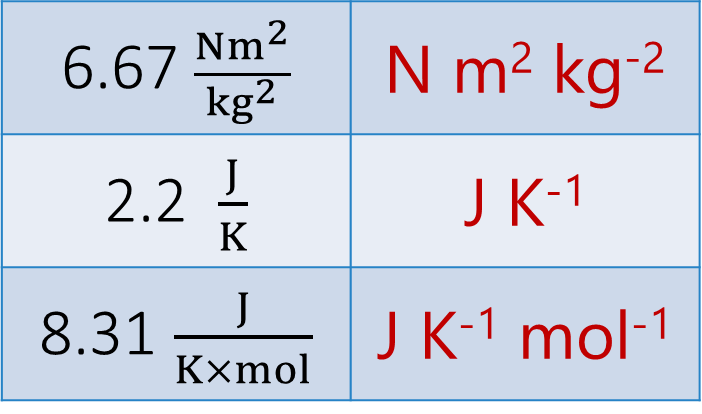 6.67 Nm²/kg² N m² kg⁻²
2.2 J/K J K⁻¹
8.31 J/K×mol J K⁻¹ mol⁻¹